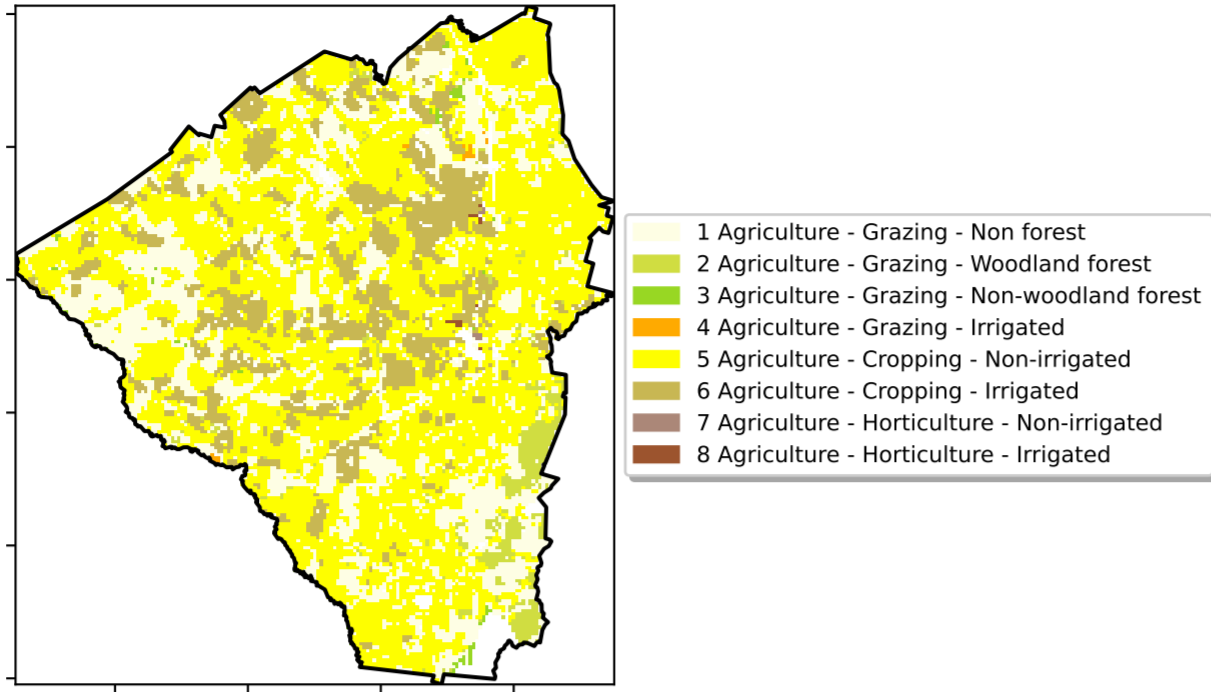 1 Agriculture - Grazing - Non forest
2 Agriculture - Grazing - Woodland forest
3 Agriculture - Grazing - Non-woodland forest
4 Agriculture - Grazing - Irrigated
5 Agriculture - Cropping - Non-irrigated
6 Agriculture - Cropping - Irrigated
7 Agriculture - Horticulture - Non-irrigated
8 Agriculture - Horticulture - Irrigated